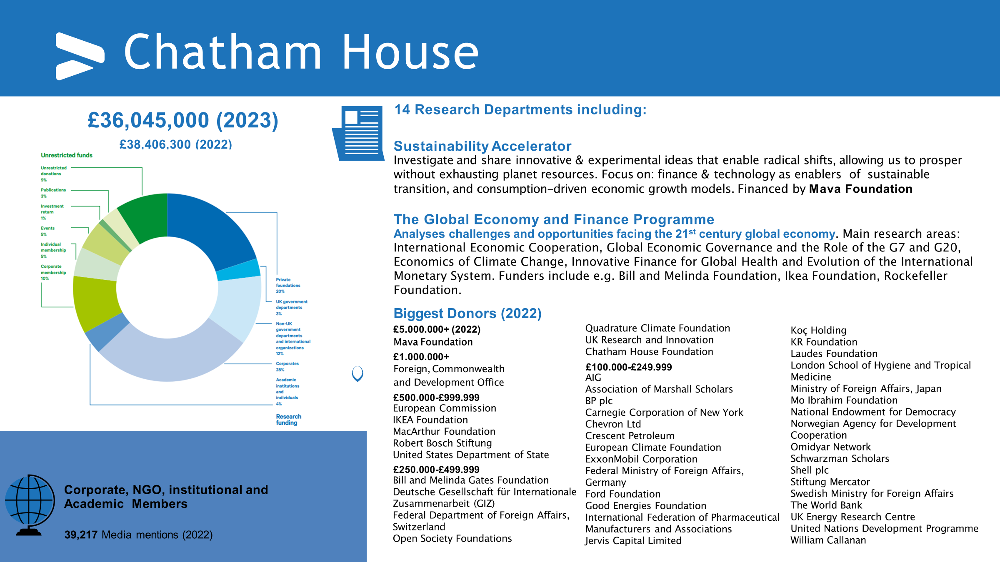 Chatham House
£36,045,000 (2023)
£38,406,300 (2022)
Unrestricted funds
Unrestricted
donations
9%
Publications
3%
Investment
return
1%
Events
5%
Individual
membership
5%
Corporate
membership
10%
Private
foundations
20%
UK government
departments
3%
Non-UK
government
departments
and international
organizations
12%
Corporates
28%
Academic
institutions
and
individuals
4%
Research
funding
Corporate, NGO, institutional and
Academic Members
39,217 Media mentions (2022)
14 Research Departments including:
Sustainability Accelerator
Investigate and share innovative & experimental ideas that enable radical shifts, allowing us to prosper
without exhausting planet resources. Focus on: finance & technology as enablers of sustainable
transition, and consumption-driven economic growth models. Financed by Mava Foundation
The Global Economy and Finance Programme
Analyses challenges and opportunities facing the 21st century global economy. Main research areas:
International Economic Cooperation, Global Economic Governance and the Role of the G7 and G20,
Economics of Climate Change, Innovative Finance for Global Health and Evolution of the International
Monetary System. Funders include e.g. Bill and Melinda Foundation, Ikea Foundation, Rockefeller
Foundation.
Biggest Donors (2022)
£5.000.000+ (2022)
Mava Foundation
£1.000.000+
Foreign, Commonwealth
and Development Office
£500.000-£999.999
European Commission
IKEA Foundation
MacArthur Foundation
Robert Bosch Stiftung
United States Department of State
£250.000-£499.999
Bill and Melinda Gates Foundation
Deutsche Gesellschaft für Internationale
Zusammenarbeit (GIZ)
Federal Department of Foreign Affairs,
Switzerland
Open Society Foundations
Quadrature Climate Foundation
UK Research and Innovation
Chatham House Foundation
£100.000-£249.999
AIG
Association of Marshall Scholars
BP plc
Carnegie Corporation of New York
Chevron Ltd
Crescent Petroleum
European Climate Foundation
ExxonMobil Corporation
Federal Ministry of Foreign Affairs,
Germany
Ford Foundation
Good Energies Foundation
International Federation of Pharmaceutical
Manufacturers and Associations
Jervis Capital Limited
Koç Holding
KR Foundation
Laudes Foundation
London School of Hygiene and Tropical
Medicine
Ministry of Foreign Affairs, Japan
Mo Ibrahim Foundation
National Endowment for Democracy
Norwegian Agency for Development
Cooperation
Omidyar Network
Schwarzman Scholars
Shell plc
Stiftung Mercator
Swedish Ministry for Foreign Affairs
The World Bank
UK Energy Research Centre
United Nations Development Programme
William Callanan